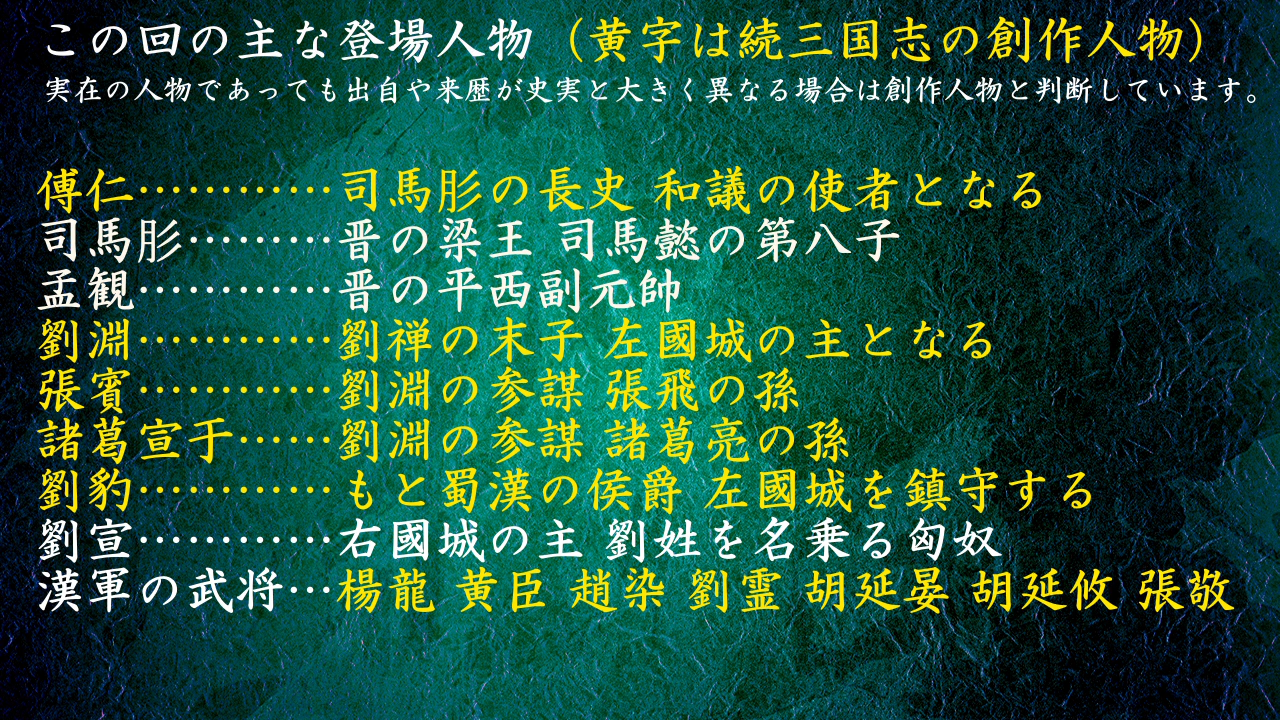 この回の主な登場人物（黄字は続三国志の創作人物）
実在の人物であっても出自や来歴が史実と大きく異なる場合は創作人物と判断しています。
傅仁…………司馬肜の長史 和議の使者となる
司馬肜………晋の梁王 司馬懿の第八子
孟観…………晋の平西副元帥
劉淵…………劉禅の末子 左國城の主となる
張賓…………劉淵の参謀 張飛の孫
諸葛宣于……劉淵の参謀 諸葛亮の孫
劉豹…………もと蜀漢の侯爵 左國城を鎮守する
劉宣…………右國城の主 劉姓を名乗る匈奴
漢軍の武将…楊龍 黄臣 趙染 劉霊 胡延晏 胡延攸 張敬